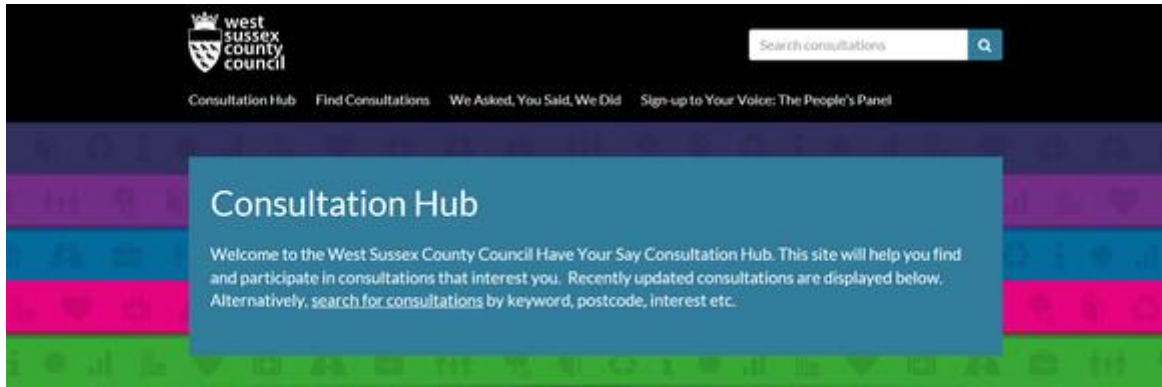 west
sussex
county
council
Search consultations
Consultation Hub Find Consultations We Asked, You Said, We Did Sign-up to Your Voice: The People's Panel
Consultation Hub
Welcome to the West Sussex County Council Have Your Say Consultation Hub. This site will help you find
and participate in consultations that interest you. Recently updated consultations are displayed below.
Alternatively, search for consultations by keyword, postcode, interest etc.